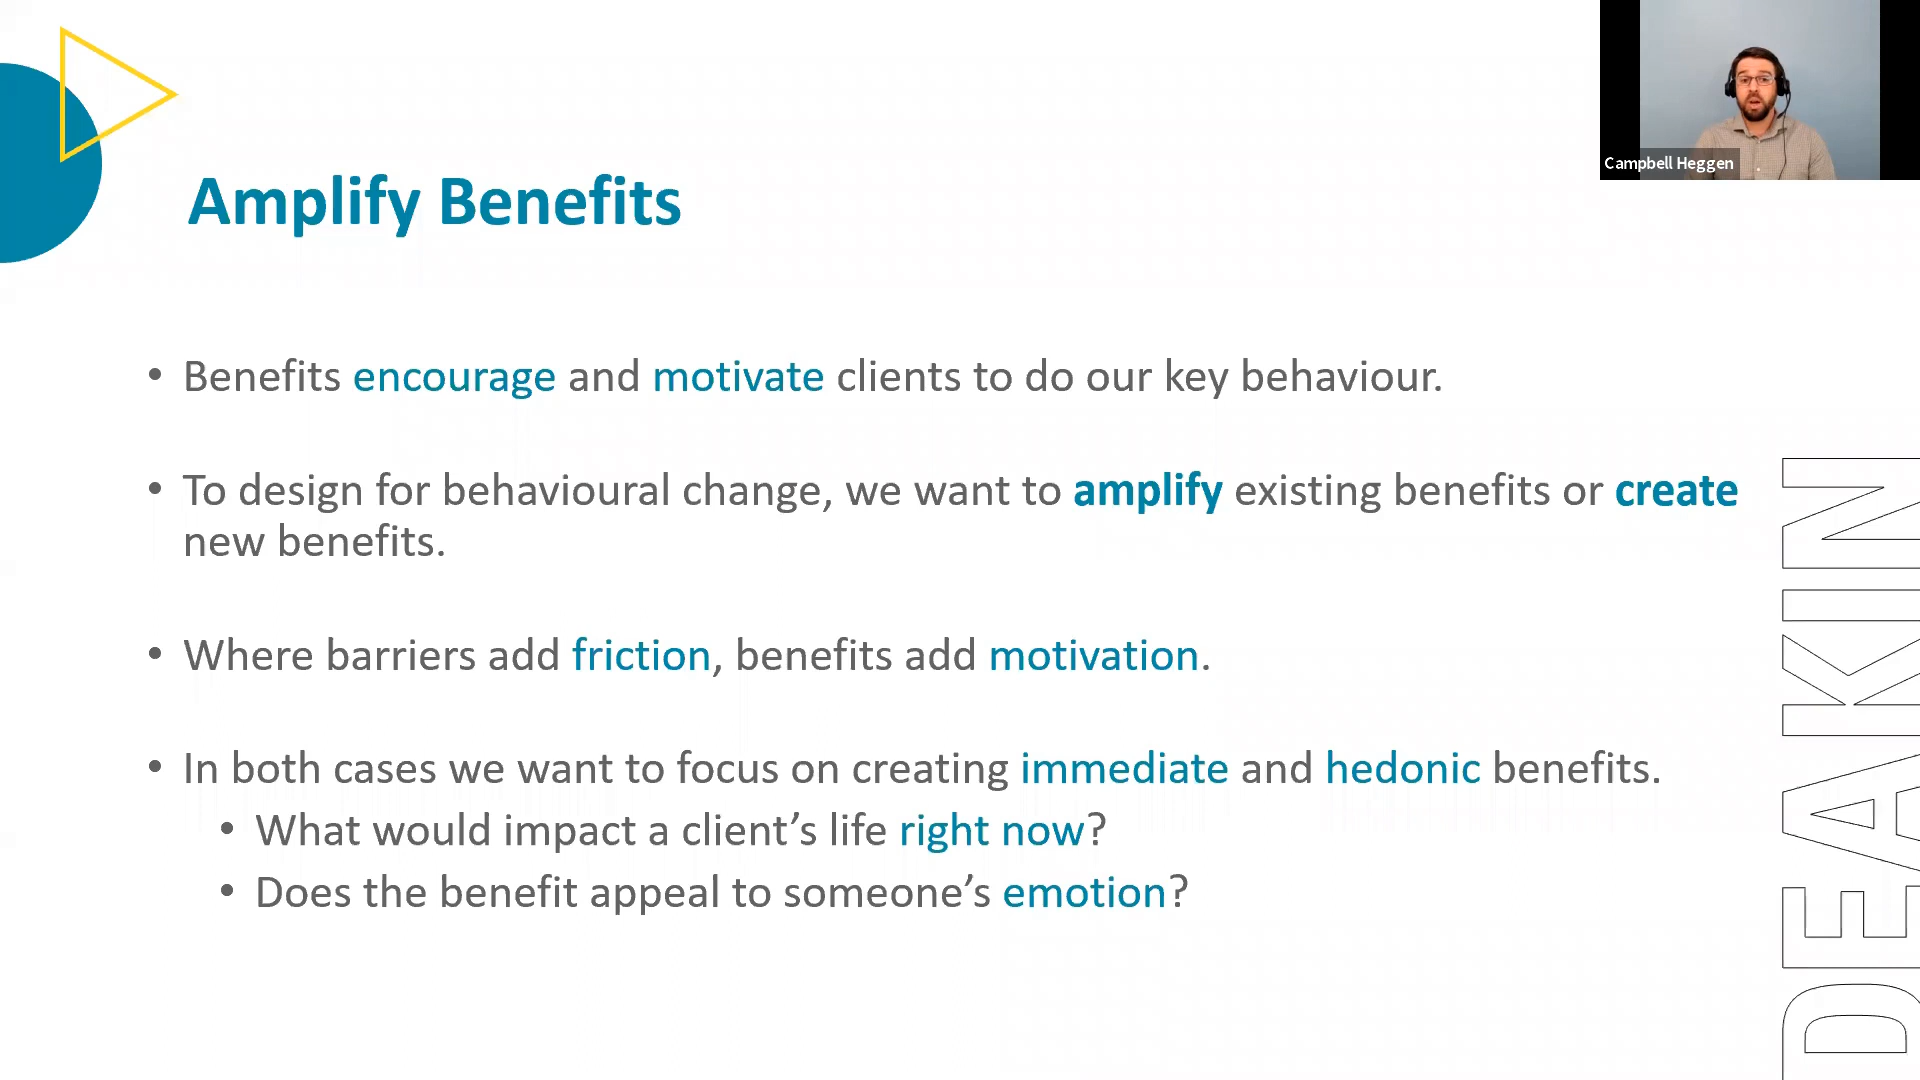 Campbell Heggen
Amplify Benefits
• Benefits encourage and motivate clients to do our key behaviour.
• To design for behavioural change, we want to amplify existing benefits or create
new benefits.
• Where barriers add friction, benefits add motivation.
• In both cases we want to focus on creating immediate and hedonic benefits.
• What would impact a client’s life right now?
• Does the benefit appeal to someone’s emotion?
DEAKIN